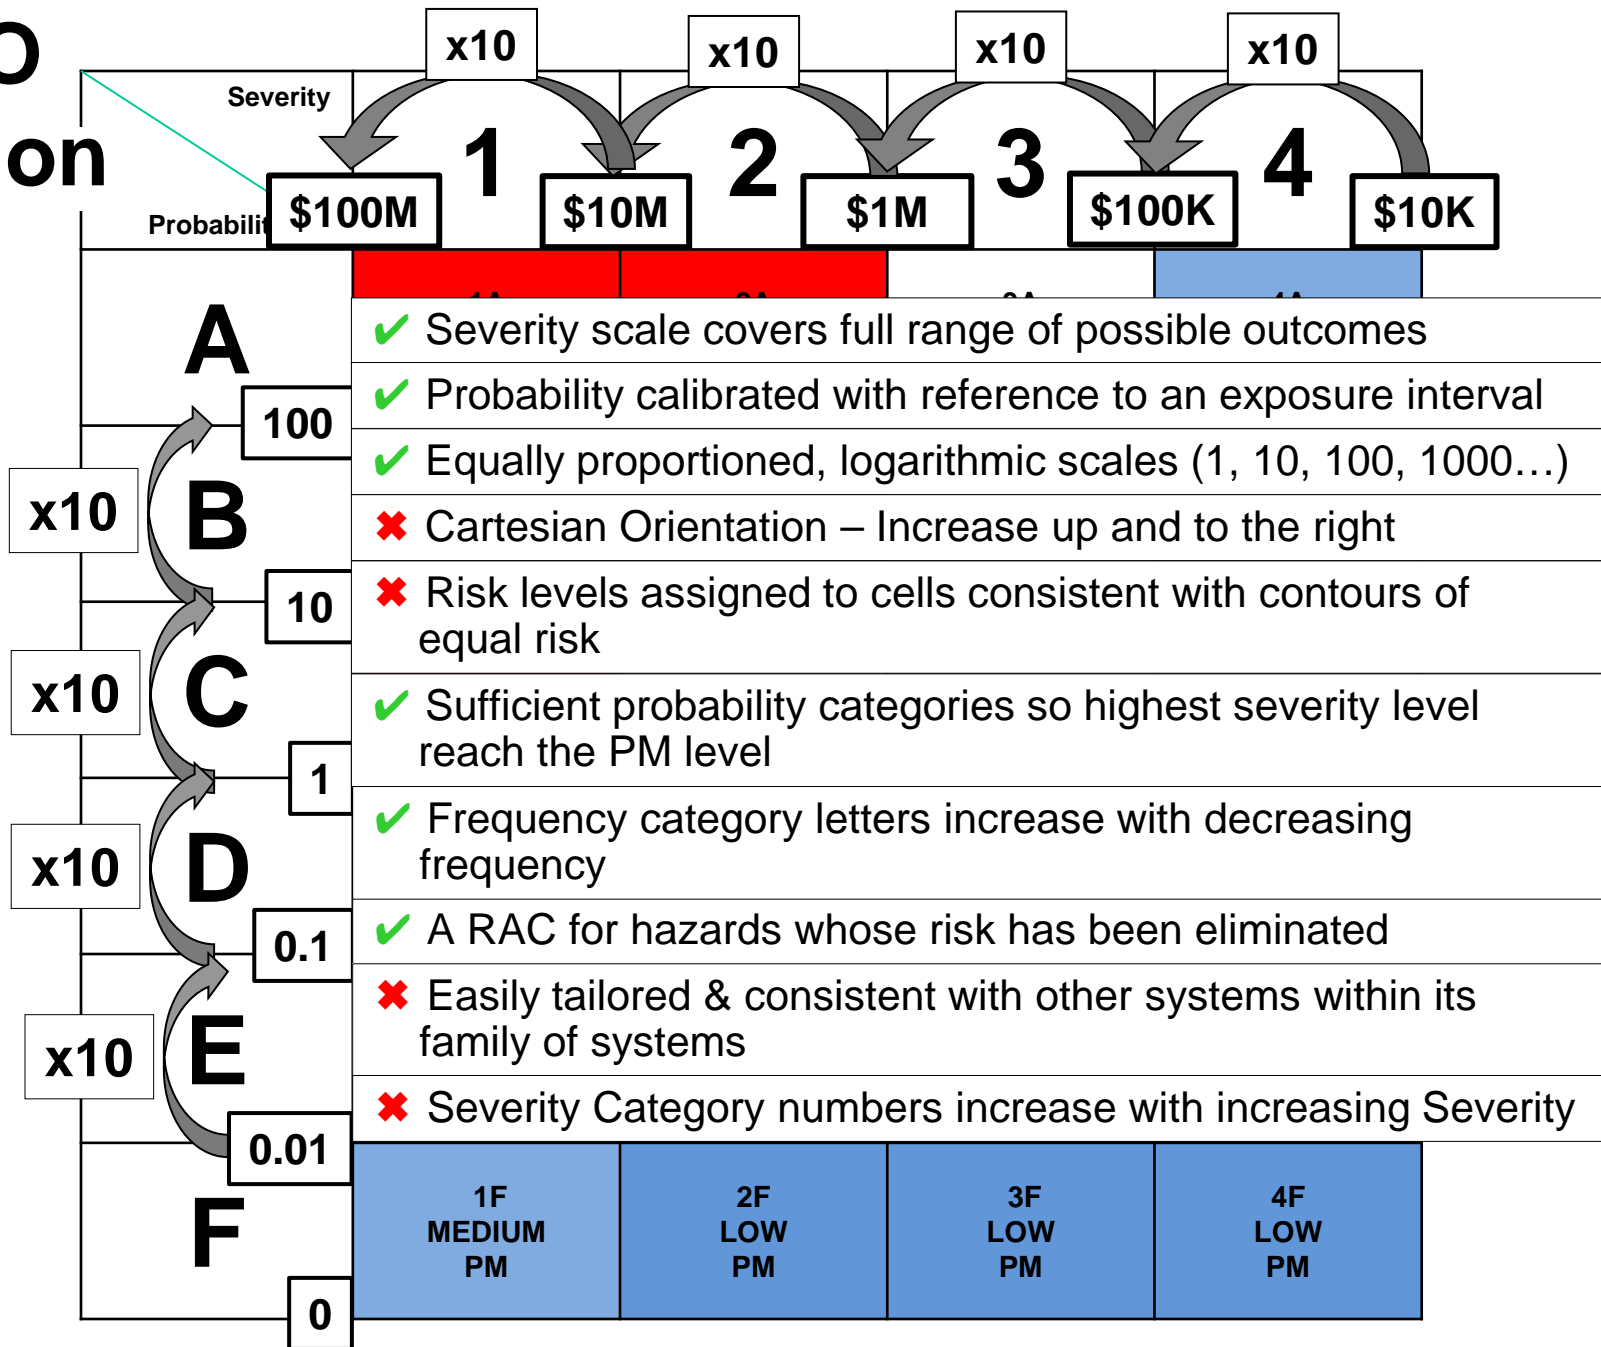 O
on
x10 x10 x10 x10
Severity
1 2 3 4
Probabilit
$100M $10M $1M $100K $10K
A
✔ Severity scale covers full range of possible outcomes
✔ Probability calibrated with reference to an exposure interval
100
✔ Equally proportioned, logarithmic scales (1, 10, 100, 1000…)
x10
B
✖ Cartesian Orientation – Increase up and to the right
10
✖ Risk levels assigned to cells consistent with contours of
equal risk
x10
C
✔ Sufficient probability categories so highest severity level
reach the PM level
1
✔ Frequency category letters increase with decreasing
frequency
x10
D
0.1
✔ A RAC for hazards whose risk has been eliminated
✖ Easily tailored & consistent with other systems within its
family of systems
x10
E
✖ Severity Category numbers increase with increasing Severity
0.01
F
1F 2F 3F 4F
MEDIUM LOW LOW LOW
PM PM PM PM
0